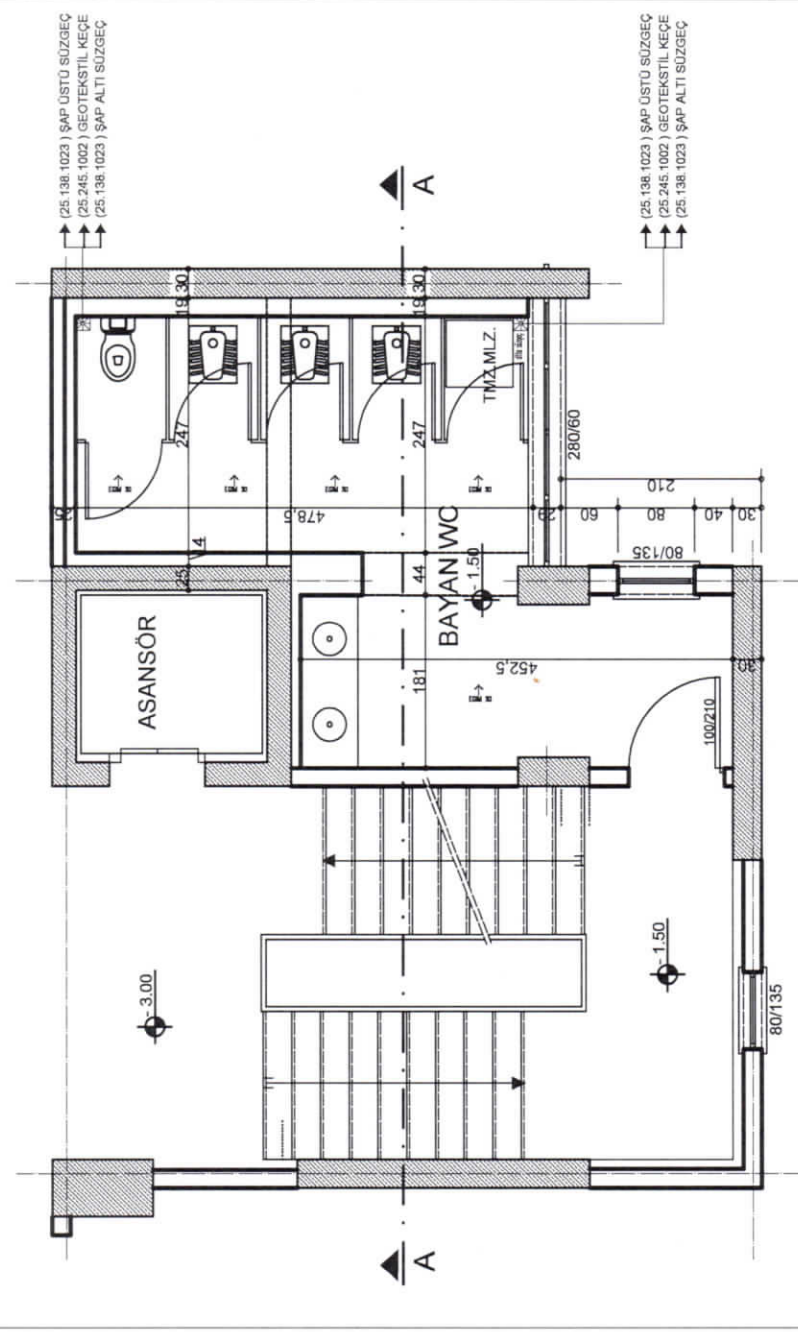 (25.138.1023 ) ŞAP ÜSTÜ SÜZGEÇ
(25.245.1002 ) GEOTEKSTİL KEÇE
(25.138.1023 ) ŞAP ALTI SÜZGEÇ
(25.138.1023 ) ŞAP ÜSTÜ SÜZGEÇ
(25.245.1002 ) GEOTEKSTİL KEÇE
(25.138.1023 ) ŞAP ALTI SÜZGEÇ
A
19 30
19 30
TMZ.MLZ.
247
247
280/60
25
478,5
29
60
80
40
30
210
14
25
44
80/135
BAYAN WC
- 1.50
ASANSÖR
181
452,5
30
100/210
- 3.00
- 1.50
80/135
A